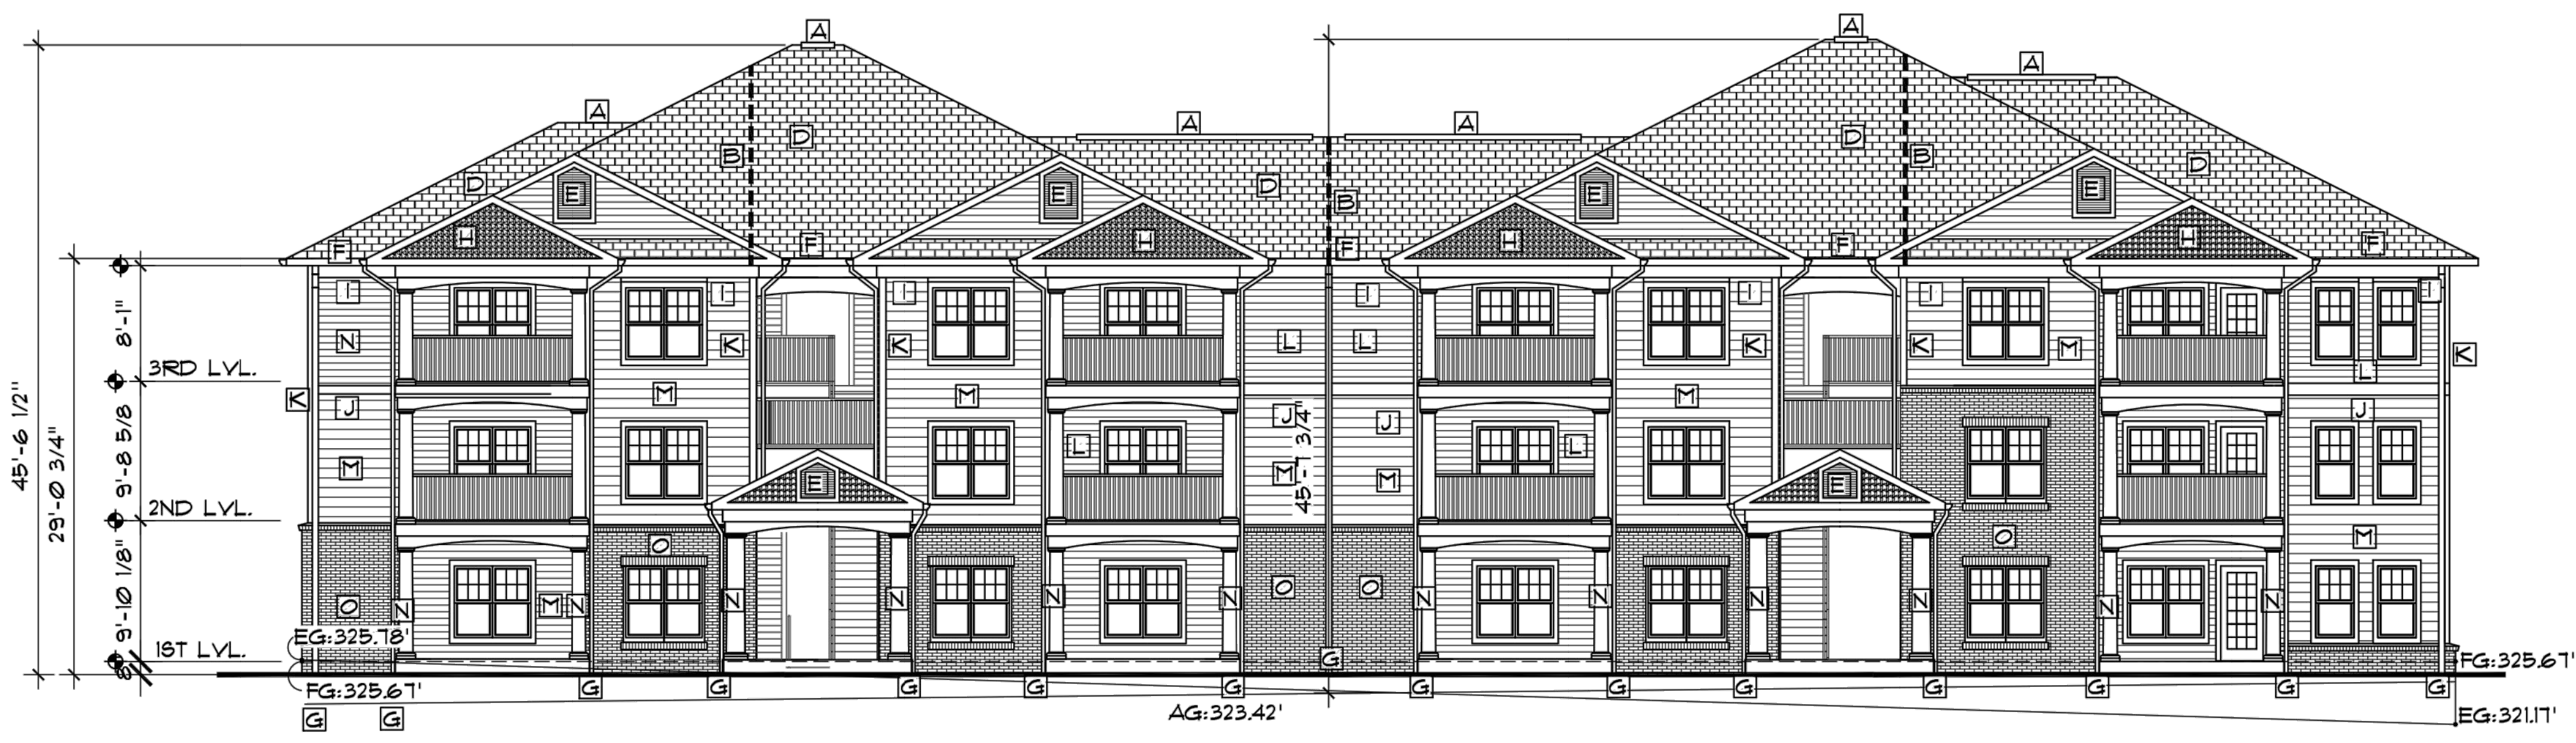 A
A
A
A
A
A
D
B
D
D
B
D
B
D
E
E
E
E
H
H
H
H
F
F
F
F
F
I
I
I
I
I
I
I
N
K
K
L
L
K
K
M
K
8'-1"
3RD LVL.
K
J
M
M
J
J
M
L
J
45'-6 1/2"
29'-0 3/4"
9'-8 5/8
M
L
M
45'-1 3/4"
M
L
E
E
2ND LVL.
O
O
M
9'-10 1/8"
O
N
M
N
O
N
N
N
N
O
O
N
N
N
N
N
N
EG:325.78'
1ST LVL.
8"
FG:325.67'
G
FG:325.67'
G
G
G
G
G
G
G
G
G
G
G
G
G
G
AG:323.42'
EG:321.17'